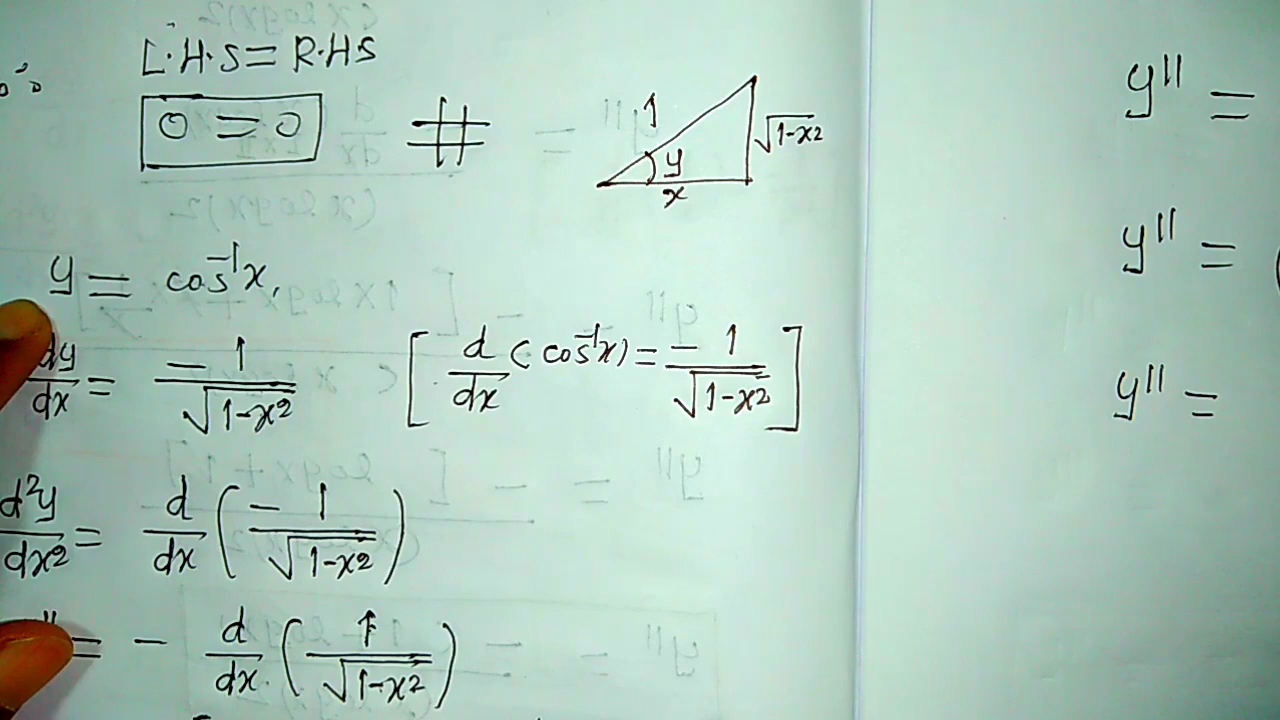 L.H.S = R.H.S
0 = 0 #
1
y
x
√1-x²
y = cos⁻¹x,
dy/dx = -1/√1-x² [d/dx (cos⁻¹x) = -1/√1-x²]
d²y/dx² = d/dx (-1/√1-x²)
" = - d/dx (1/√1-x²)
y" =
y" =
y" =